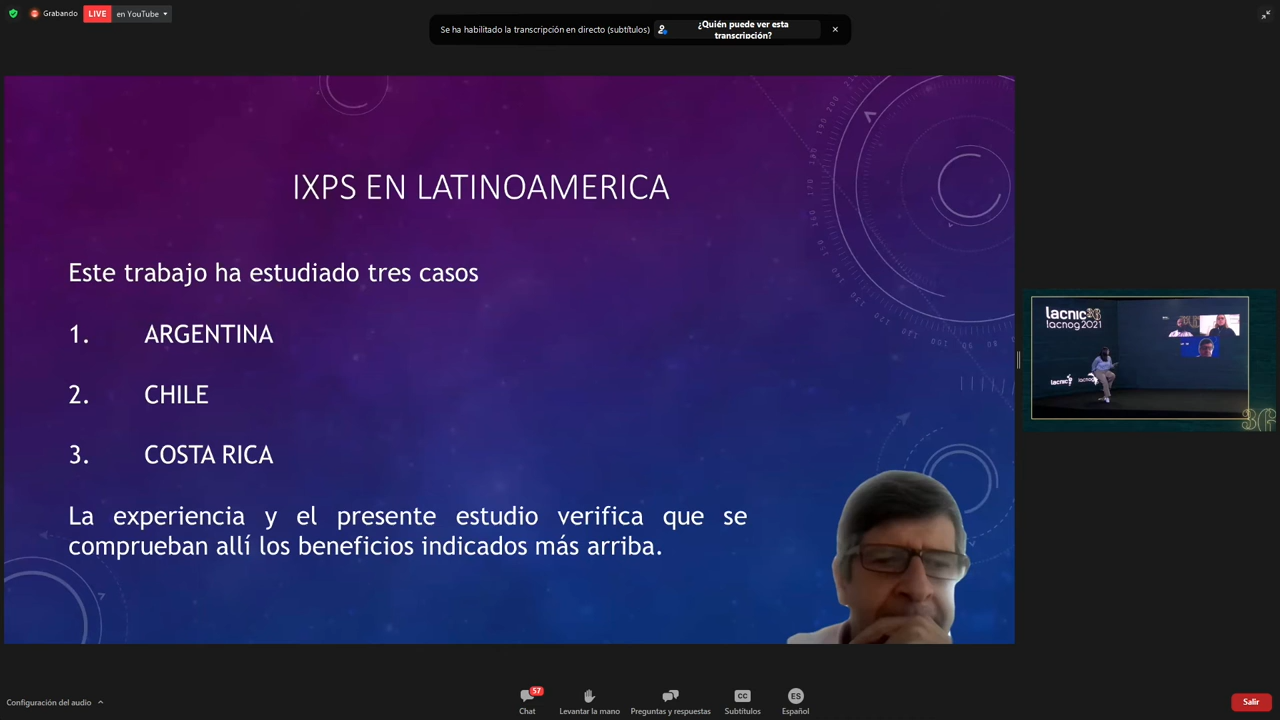 Grabando
LIVE
en YouTube
Se ha habilitado la transcripción en directo (subtítulos)
¿Quién puede ver esta
transcripción?
IXPS EN LATINOAMERICA
Este trabajo ha estudiado tres casos
1. ARGENTINA
2. CHILE
3. COSTA RICA
La experiencia y el presente estudio verifica que se
comprueban allí los beneficios indicados más arriba.
lacnic36
lacnog2021
lacnic
36
Configuración del audio
57
Chat
Levantar la mano
Preguntas y respuestas
CC
Subtítulos
ES
Español
Salir